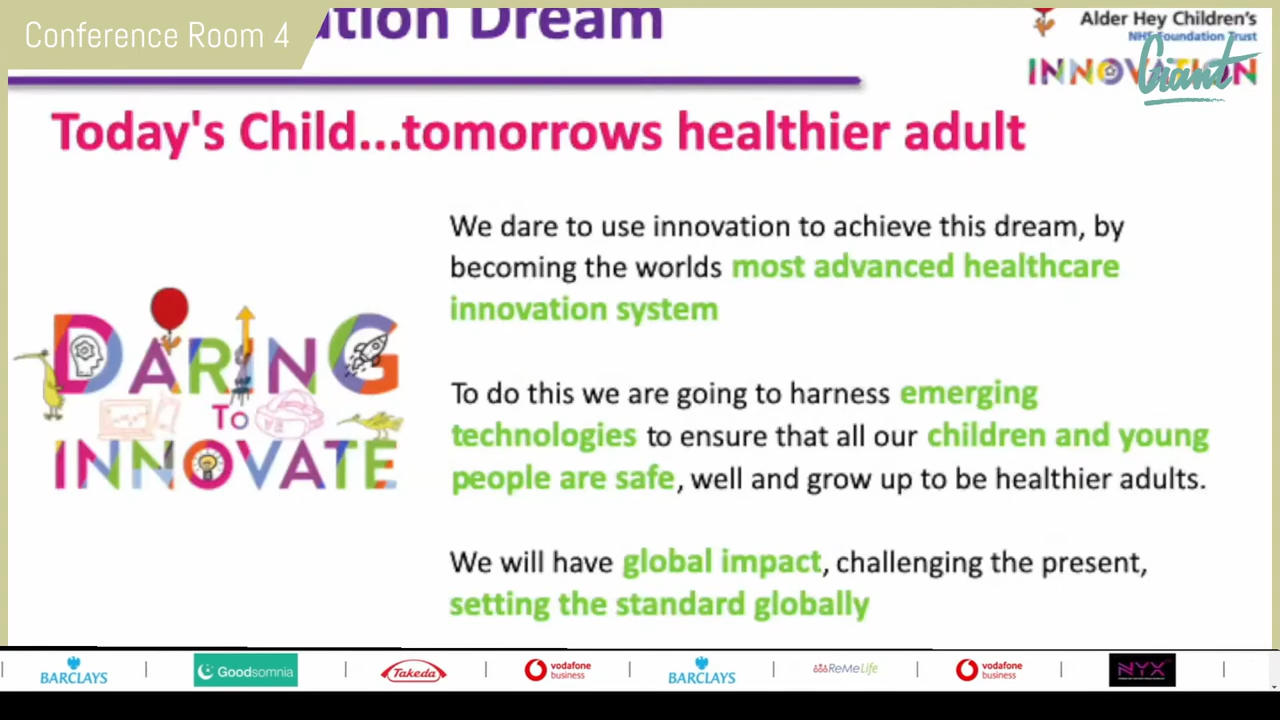 Conference Room 4
ation Dream
Alder Hey Children's
NHS Foundation Trust
INNOVATION
Giant
Today's Child...tomorrows healthier adult
We dare to use innovation to achieve this dream, by
becoming the worlds most advanced healthcare
innovation system
DARING
To
INNOVATE
To do this we are going to harness emerging
technologies to ensure that all our children and young
people are safe, well and grow up to be healthier adults.
We will have global impact, challenging the present,
setting the standard globally
BARCLAYS
Goodsomnia
Takeda
vodafone
business
BARCLAYS
ReMeLife
vodafone
business
NYX